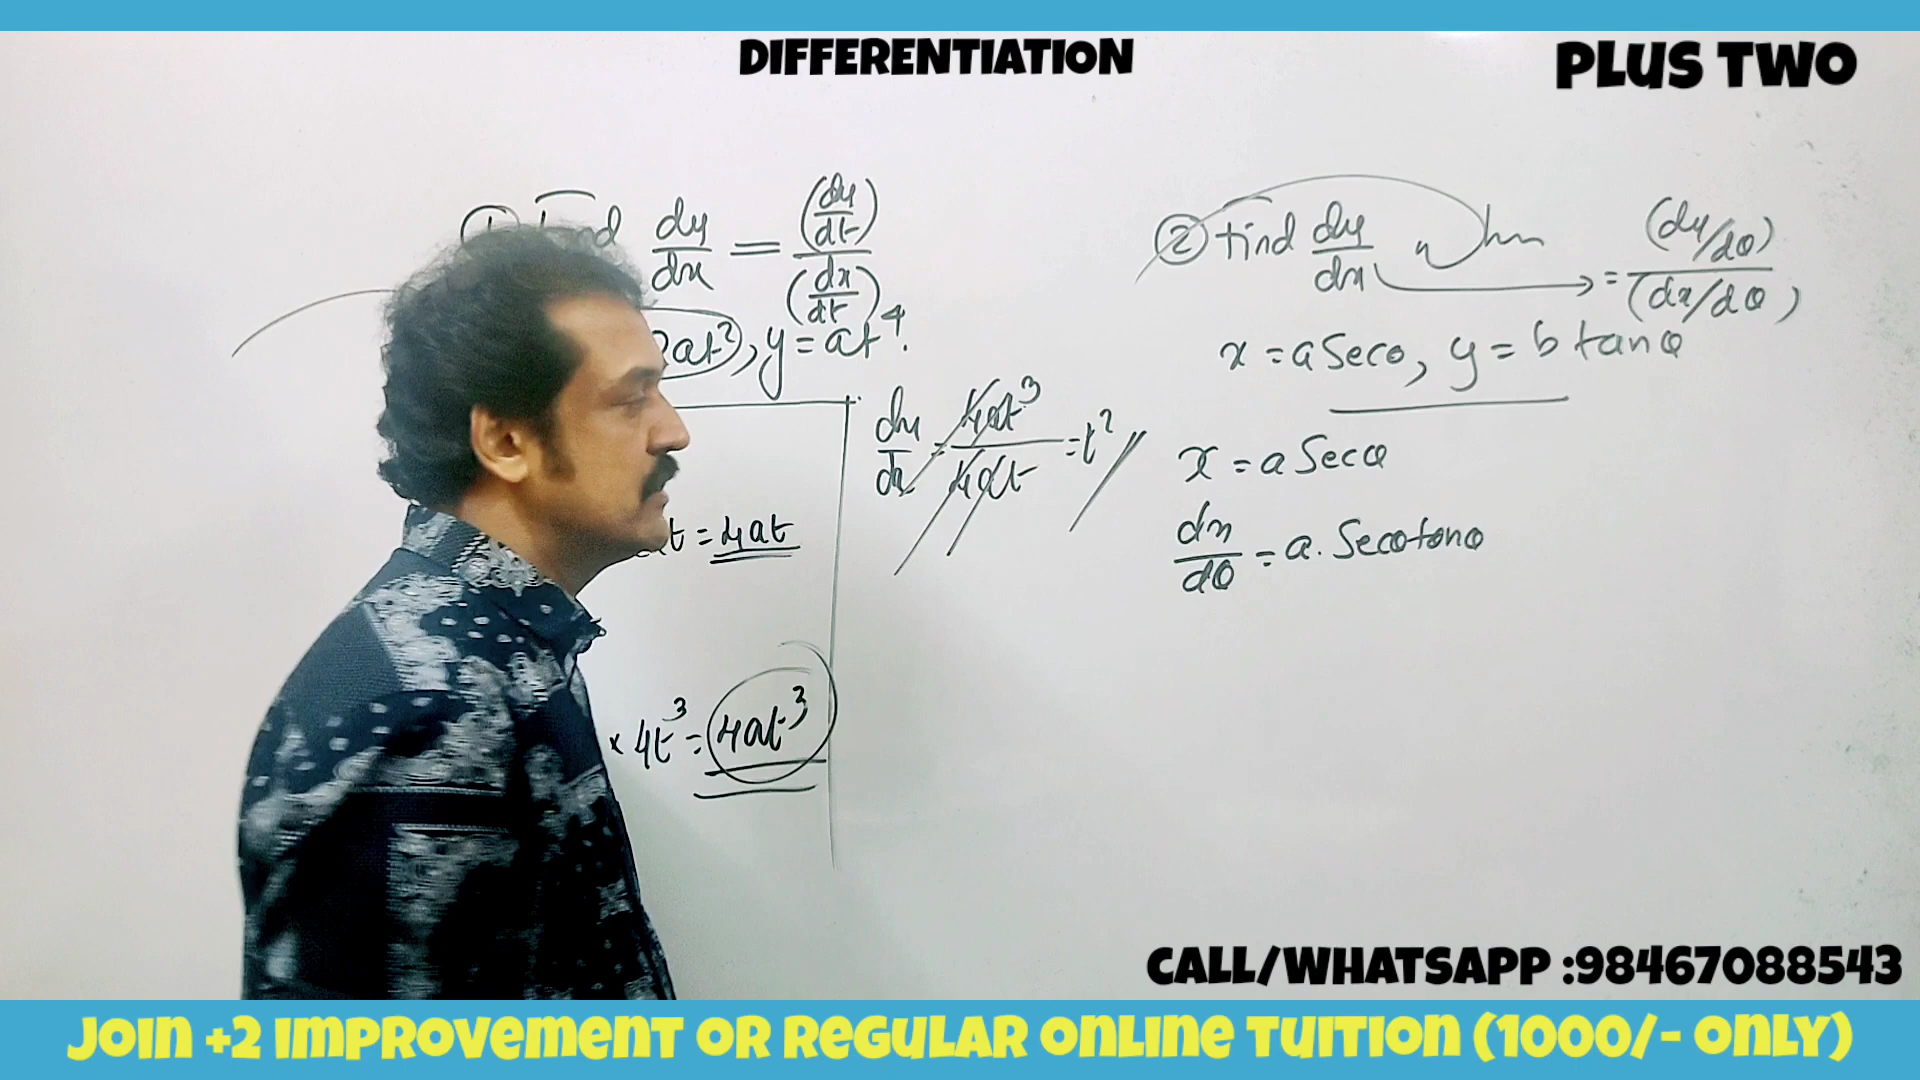 DIFFERENTIATION
PLUS TWO
dy/dx = (dy/dt)/(dx/dt)
2at²), y = at⁴.
dy/dx = 4at³/4at = t²
t = 4at
× 4t³ = 4at³
② Find dy/dx when = (dy/dθ)/(dx/dθ)
x = a Secθ, y = b tanθ
x = a Secθ
dx/dθ = a. Secθtanθ
CALL/WHATSAPP :98467088543
JOIN +2 IMPROVEMENT OR REGULAR ONLINE TUITION (1000/- ONLY)